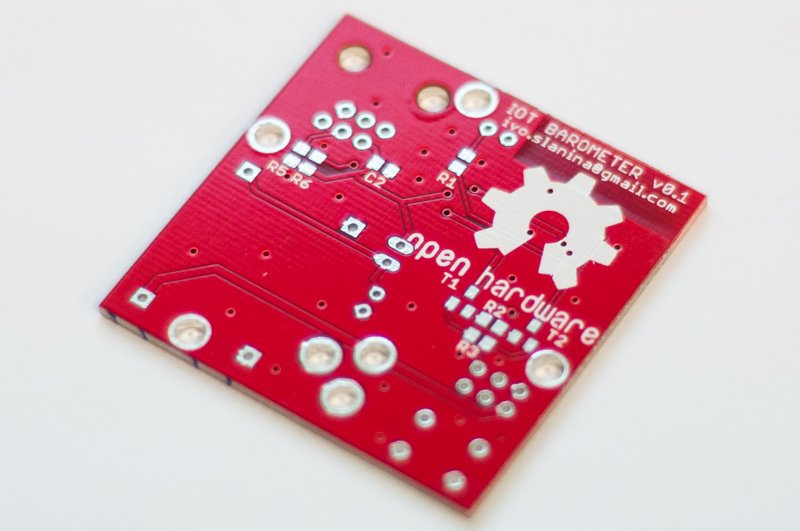 IOT BAROMETER v0.1
ivo.slanina@gmail.com
R5 R6
C2
R1
open hardware
T1
R2
T2
R3